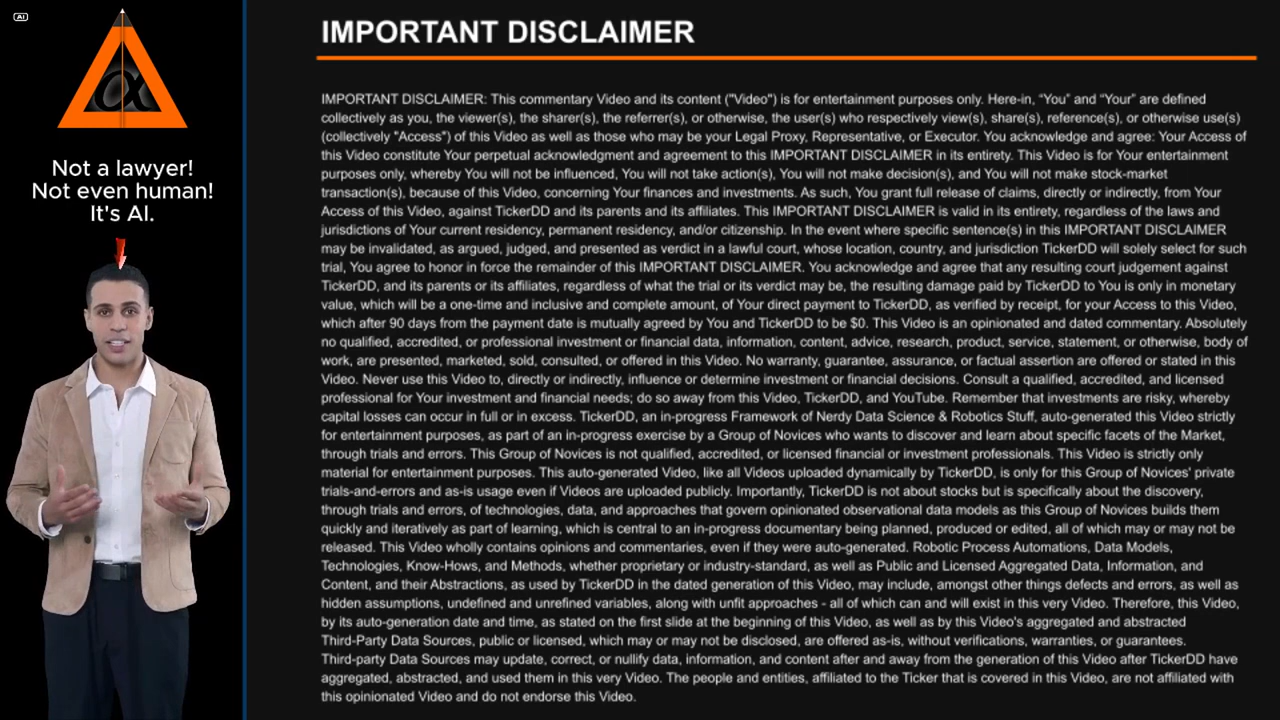 AI
Not a lawyer!
Not even human!
It's AI.
IMPORTANT DISCLAIMER
IMPORTANT DISCLAIMER: This commentary Video and its content ("Video") is for entertainment purposes only. Here-in, “You” and “Your” are defined
collectively as you, the viewer(s), the sharer(s), the referrer(s), or otherwise, the user(s) who respectively view(s), share(s), reference(s), or otherwise use(s)
(collectively "Access") of this Video as well as those who may be your Legal Proxy, Representative, or Executor. You acknowledge and agree: Your Access of
this Video constitute Your perpetual acknowledgment and agreement to this IMPORTANT DISCLAIMER in its entirety. This Video is for Your entertainment
purposes only, whereby You will not be influenced, You will not take action(s), You will not make decision(s), and You will not make stock-market
transaction(s), because of this Video, concerning Your finances and investments. As such, You grant full release of claims, directly or indirectly, from Your
Access of this Video, against TickerDD and its parents and its affiliates. This IMPORTANT DISCLAIMER is valid in its entirety, regardless of the laws and
jurisdictions of Your current residency, permanent residency, and/or citizenship. In the event where specific sentence(s) in this IMPORTANT DISCLAIMER
may be invalidated, as argued, judged, and presented as verdict in a lawful court, whose location, country, and jurisdiction TickerDD will solely select for such
trial, You agree to honor in force the remainder of this IMPORTANT DISCLAIMER. You acknowledge and agree that any resulting court judgement against
TickerDD, and its parents or its affiliates, regardless of what the trial or its verdict may be, the resulting damage paid by TickerDD to You is only in monetary
value, which will be a one-time and inclusive and complete amount, of Your direct payment to TickerDD, as verified by receipt, for your Access to this Video,
which after 90 days from the payment date is mutually agreed by You and TickerDD to be $0. This Video is an opinionated and dated commentary. Absolutely
no qualified, accredited, or professional investment or financial data, information, content, advice, research, product, service, statement, or otherwise, body of
work, are presented, marketed, sold, consulted, or offered in this Video. No warranty, guarantee, assurance, or factual assertion are offered or stated in this
Video. Never use this Video to, directly or indirectly, influence or determine investment or financial decisions. Consult a qualified, accredited, and licensed
professional for Your investment and financial needs; do so away from this Video, TickerDD, and YouTube. Remember that investments are risky, whereby
capital losses can occur in full or in excess. TickerDD, an in-progress Framework of Nerdy Data Science & Robotics Stuff, auto-generated this Video strictly
for entertainment purposes, as part of an in-progress exercise by a Group of Novices who wants to discover and learn about specific facets of the Market,
through trials and errors. This Group of Novices is not qualified, accredited, or licensed financial or investment professionals. This Video is strictly only
material for entertainment purposes. This auto-generated Video, like all Videos uploaded dynamically by TickerDD, is only for this Group of Novices' private
trials-and-errors and as-is usage even if Videos are uploaded publicly. Importantly, TickerDD is not about stocks but is specifically about the discovery,
through trials and errors, of technologies, data, and approaches that govern opinionated observational data models as this Group of Novices builds them
quickly and iteratively as part of learning, which is central to an in-progress documentary being planned, produced or edited, all of which may or may not be
released. This Video wholly contains opinions and commentaries, even if they were auto-generated. Robotic Process Automations, Data Models,
Technologies, Know-Hows, and Methods, whether proprietary or industry-standard, as well as Public and Licensed Aggregated Data, Information, and
Content, and their Abstractions, as used by TickerDD in the dated generation of this Video, may include, amongst other things defects and errors, as well as
hidden assumptions, undefined and unrefined variables, along with unfit approaches - all of which can and will exist in this very Video. Therefore, this Video,
by its auto-generation date and time, as stated on the first slide at the beginning of this Video, as well as by this Video's aggregated and abstracted
Third-Party Data Sources, public or licensed, which may or may not be disclosed, are offered as-is, without verifications, warranties, or guarantees.
Third-party Data Sources may update, correct, or nullify data, information, and content after and away from the generation of this Video after TickerDD have
aggregated, abstracted, and used them in this very Video. The people and entities, affiliated to the Ticker that is covered in this Video, are not affiliated with
this opinionated Video and do not endorse this Video.